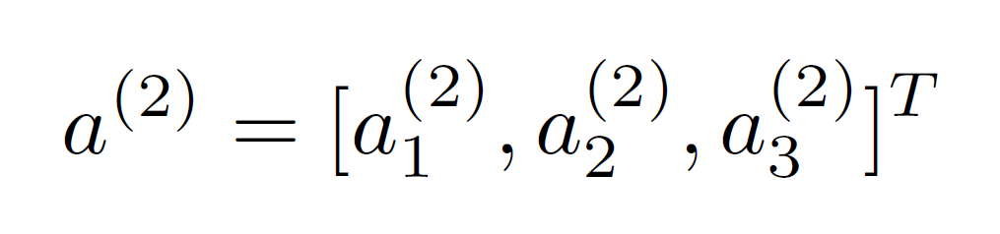 a^{(2)} = [a_1^{(2)}, a_2^{(2)}, a_3^{(2)}]^T